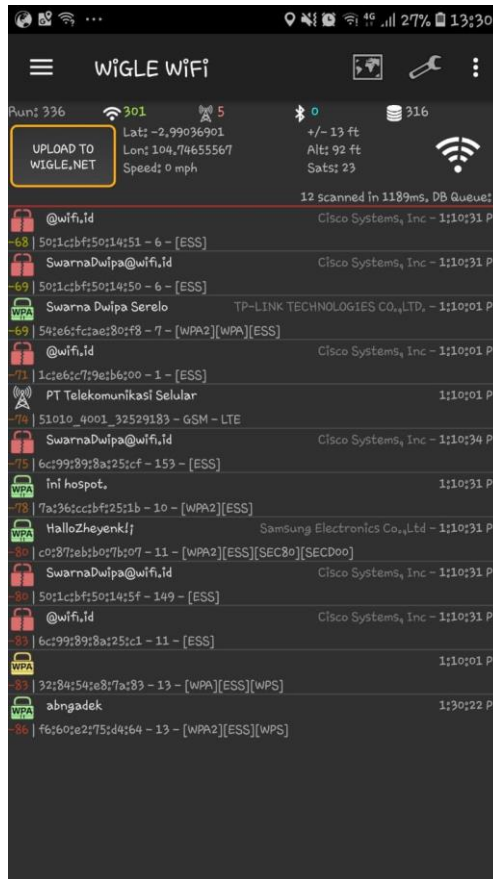 4G 27% 13:30
WiGLE WiFi
Run: 336 301 5 0 316
UPLOAD TO WIGLE.NET
Lat: -2,99036901 +/- 13 ft
Lon: 104,74655567 Alt: 92 ft
Speed: 0 mph Sats: 23
12 scanned in 1189ms, DB Queue:
@wifi.id Cisco Systems, Inc - 1:10:31 P
-68 | 50:1c:bf:50:14:51 - 6 - [ESS]
SwarnaDwipa@wifi.id Cisco Systems, Inc - 1:10:31 P
-69 | 50:1c:bf:50:14:50 - 6 - [ESS]
WPA Swarna Dwipa Serelo TP-LINK TECHNOLOGIES CO.,LTD. - 1:10:01 P
-69 | 54:e6:fc:ae:80:f8 - 7 - [WPA2][WPA][ESS]
@wifi.id Cisco Systems, Inc - 1:10:01 P
-71 | 1c:e6:c7:9e:b6:00 - 1 - [ESS]
PT Telekomunikasi Selular 1:10:01 P
-74 | 51010_4001_32529183 - GSM - LTE
SwarnaDwipa@wifi.id Cisco Systems, Inc - 1:10:34 P
-75 | 6c:99:89:8a:25:cf - 153 - [ESS]
WPA ini hospot. 1:10:31 P
-78 | 7a:36:cc:bf:25:1b - 10 - [WPA2][ESS]
WPA HalloZheyenk!; Samsung Electronics Co.,Ltd - 1:10:31 P
-80 | c0:87:eb:b0:7b:07 - 11 - [WPA2][ESS][SEC80][SECD00]
SwarnaDwipa@wifi.id Cisco Systems, Inc - 1:10:31 P
-80 | 50:1c:bf:50:14:5f - 149 - [ESS]
@wifi.id Cisco Systems, Inc - 1:10:31 P
-83 | 6c:99:89:8a:25:c1 - 11 - [ESS]
WPA 1:10:01 P
-83 | 32:84:54:e8:7a:83 - 13 - [WPA][ESS][WPS]
WPA abngadek 1:30:22 P
-86 | f6:60:e2:75:d4:64 - 13 - [WPA2][ESS][WPS]